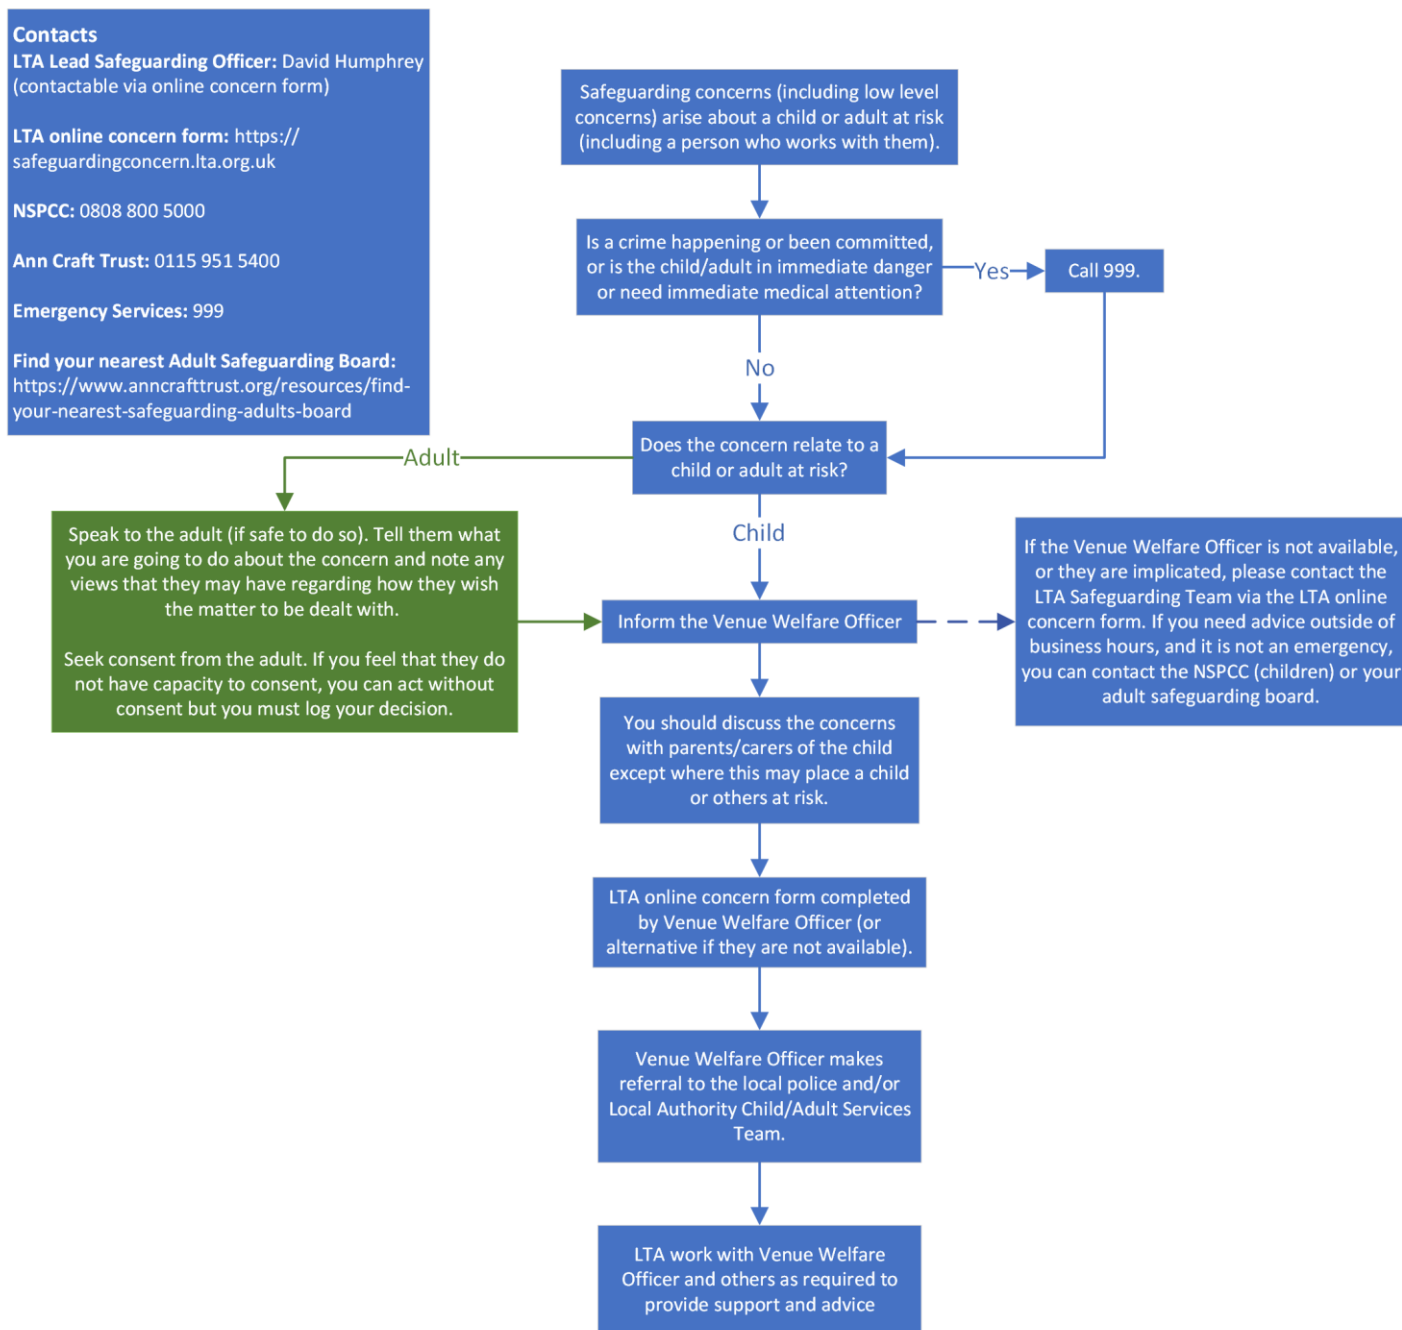 Contacts
LTA Lead Safeguarding Officer: David Humphrey
(contactable via online concern form)
LTA online concern form: https://
safeguardingconcern.lta.org.uk
NSPCC: 0808 800 5000
Ann Craft Trust: 0115 951 5400
Emergency Services: 999
Find your nearest Adult Safeguarding Board:
https://www.anncrafttrust.org/resources/find-
your-nearest-safeguarding-adults-board
Safeguarding concerns (including low level
concerns) arise about a child or adult at risk
(including a person who works with them).
Is a crime happening or been committed,
or is the child/adult in immediate danger
or need immediate medical attention?
Yes
Call 999.
No
Does the concern relate to a
child or adult at risk?
Adult
Speak to the adult (if safe to do so). Tell them what
you are going to do about the concern and note any
views that they may have regarding how they wish
the matter to be dealt with.
Seek consent from the adult. If you feel that they do
not have capacity to consent, you can act without
consent but you must log your decision.
Child
Inform the Venue Welfare Officer
If the Venue Welfare Officer is not available,
or they are implicated, please contact the
LTA Safeguarding Team via the LTA online
concern form. If you need advice outside of
business hours, and it is not an emergency,
you can contact the NSPCC (children) or your
adult safeguarding board.
You should discuss the concerns
with parents/carers of the child
except where this may place a child
or others at risk.
LTA online concern form completed
by Venue Welfare Officer (or
alternative if they are not available).
Venue Welfare Officer makes
referral to the local police and/or
Local Authority Child/Adult Services
Team.
LTA work with Venue Welfare
Officer and others as required to
provide support and advice